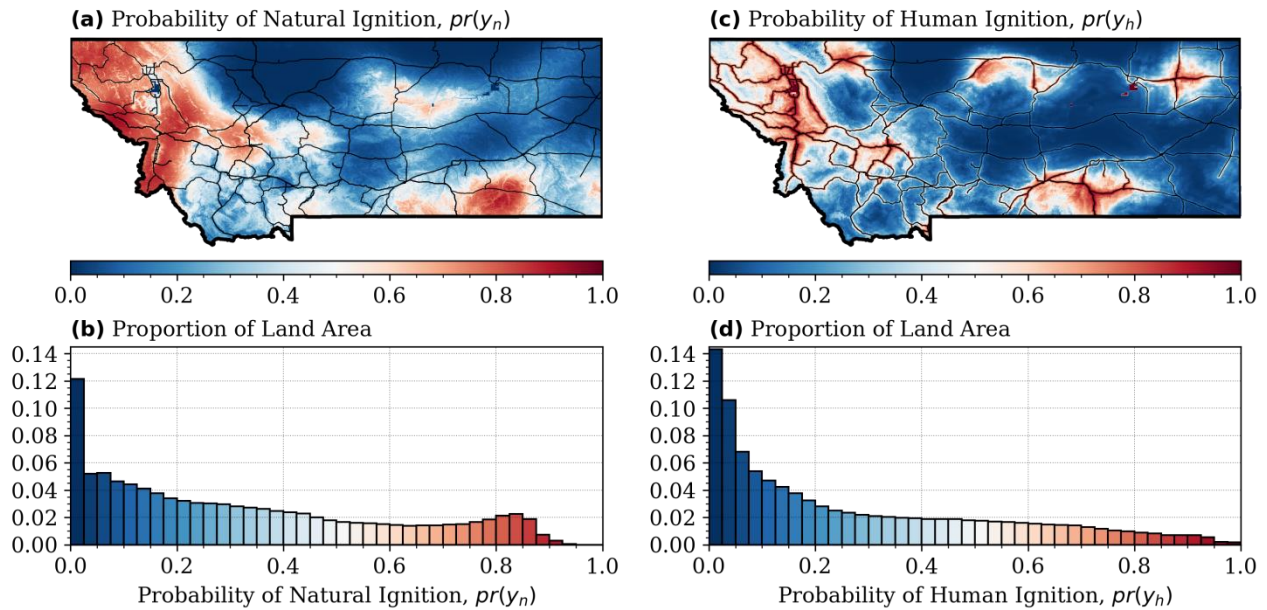 (a) Probability of Natural Ignition, pr(yₙ)
0.0 0.2 0.4 0.6 0.8 1.0
(b) Proportion of Land Area
0.14
0.12
0.10
0.08
0.06
0.04
0.02
0.00
0.0 0.2 0.4 0.6 0.8 1.0
Probability of Natural Ignition, pr(yₙ)
(c) Probability of Human Ignition, pr(yₕ)
0.0 0.2 0.4 0.6 0.8 1.0
(d) Proportion of Land Area
0.14
0.12
0.10
0.08
0.06
0.04
0.02
0.00
0.0 0.2 0.4 0.6 0.8 1.0
Probability of Human Ignition, pr(yₕ)